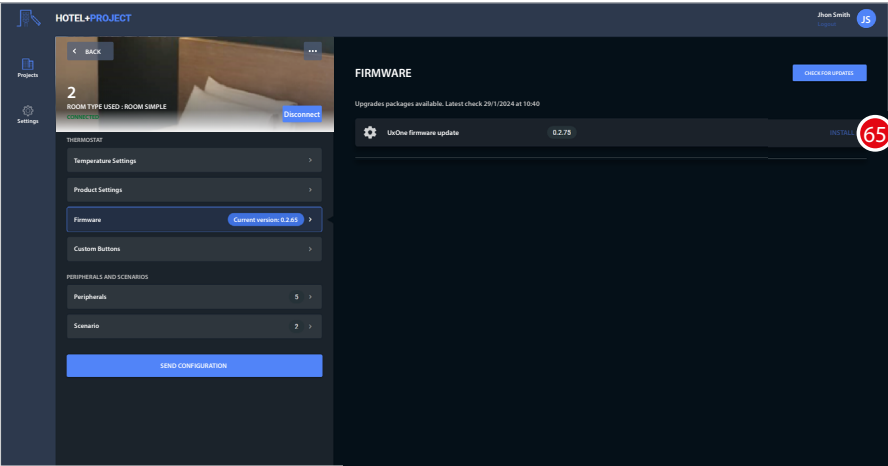 HOTEL+PROJECT
Jhon Smith
Logout
JS
Projects
Settings
BACK
2
ROOM TYPE USED : ROOM SIMPLE
CONNECTED
Disconnect
THERMOSTAT
Temperature Settings
Product Settings
Firmware
Current version: 0.2.65
Custom Buttons
PERIPHERALS AND SCENARIOS
Peripherals
5
Scenario
2
SEND CONFIGURATION
FIRMWARE
CHECK FOR UPDATES
Upgrades packages available. Latest check 29/1/2024 at 10:40
UxOne firmware update
0.2.75
INSTALL
65